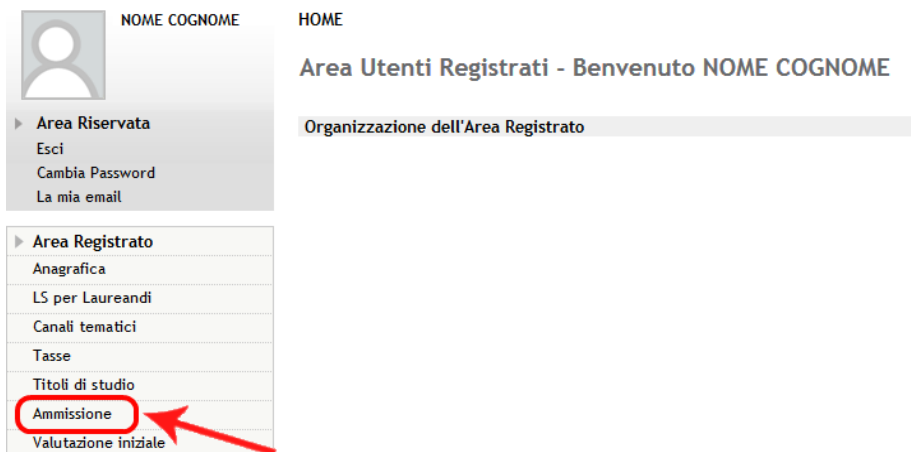 NOME COGNOME
Area Riservata
Esci
Cambia Password
La mia email
Area Registrato
Anagrafica
LS per Laureandi
Canali tematici
Tasse
Titoli di studio
Ammissione
Valutazione iniziale
HOME
Area Utenti Registrati - Benvenuto NOME COGNOME
Organizzazione dell'Area Registrato